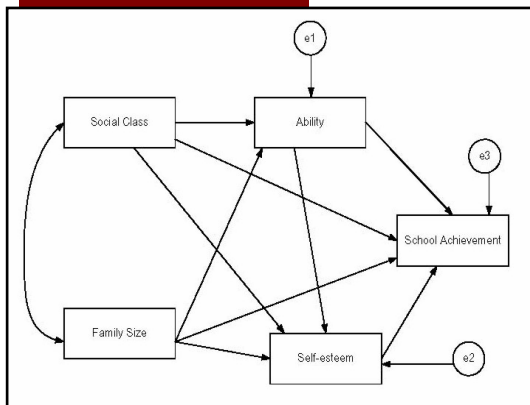 e1
Social Class
Ability
e3
School Achievement
Family Size
Self-esteem
e2